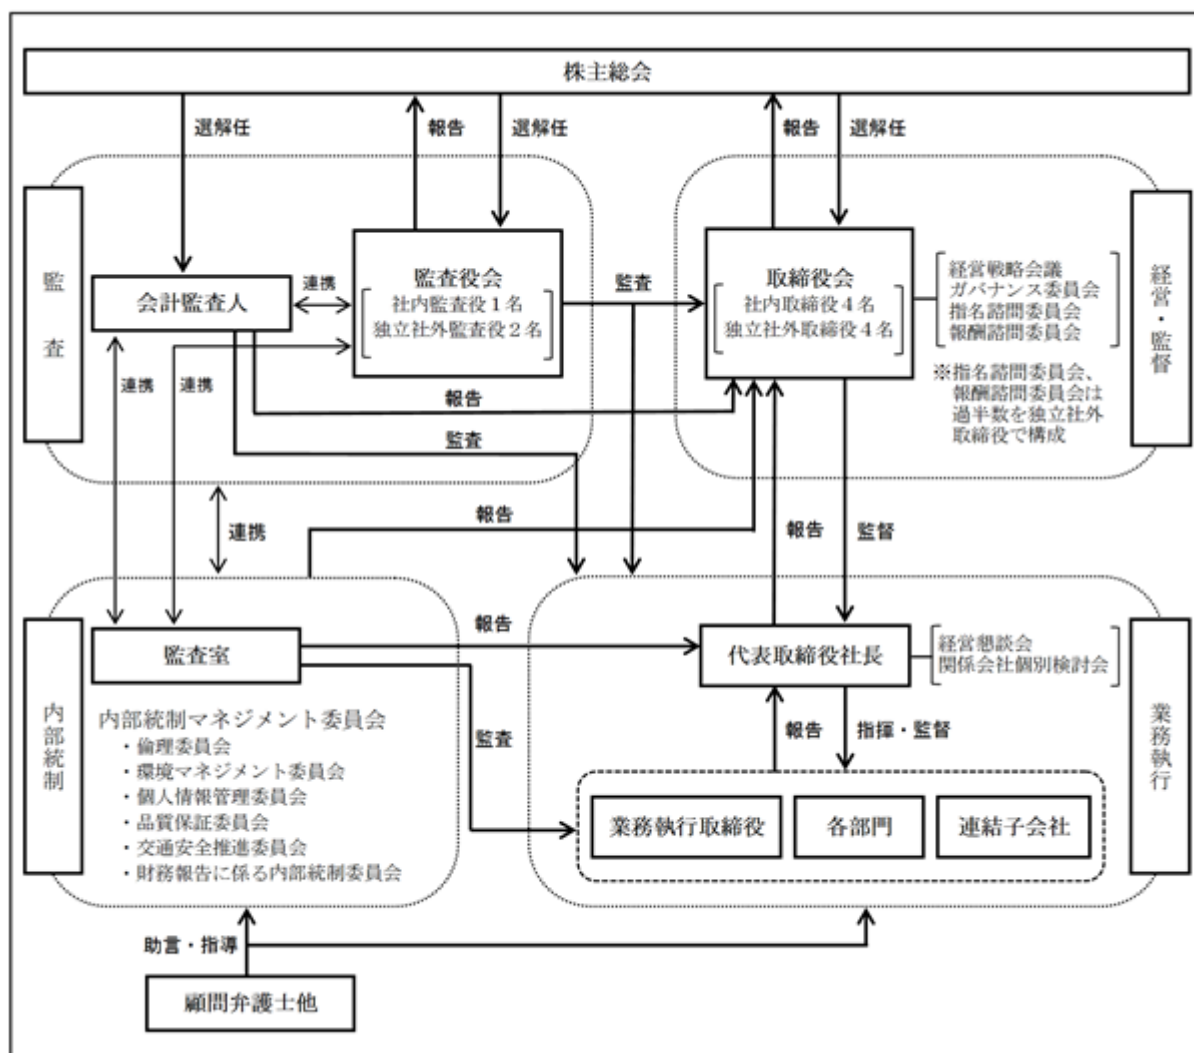 株主総会
選解任
報告
選解任
報告
選解任
監査
会計監査人
連携
監査役会
社内監査役1名
独立社外監査役2名
監査
取締役会
社内取締役4名
独立社外取締役4名
経営戦略会議
ガバナンス委員会
指名諮問委員会
報酬諮問委員会
※指名諮問委員会、
報酬諮問委員会は
過半数を独立社外
取締役で構成
経営・監督
連携
連携
報告
監査
連携
報告
報告
監督
内部統制
監査室
報告
監査
内部統制マネジメント委員会
・倫理委員会
・環境マネジメント委員会
・個人情報管理委員会
・品質保証委員会
・交通安全推進委員会
・財務報告に係る内部統制委員会
代表取締役社長
経営懇談会
関係会社個別検討会
報告
指揮・監督
業務執行取締役
各部門
連結子会社
業務執行
助言・指導
顧問弁護士他